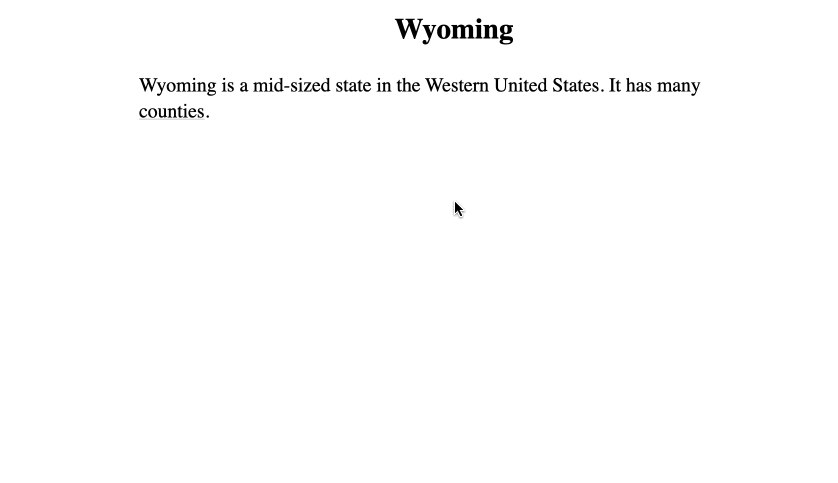 Wyoming
Wyoming is a mid-sized state in the Western United States. It has many
counties.